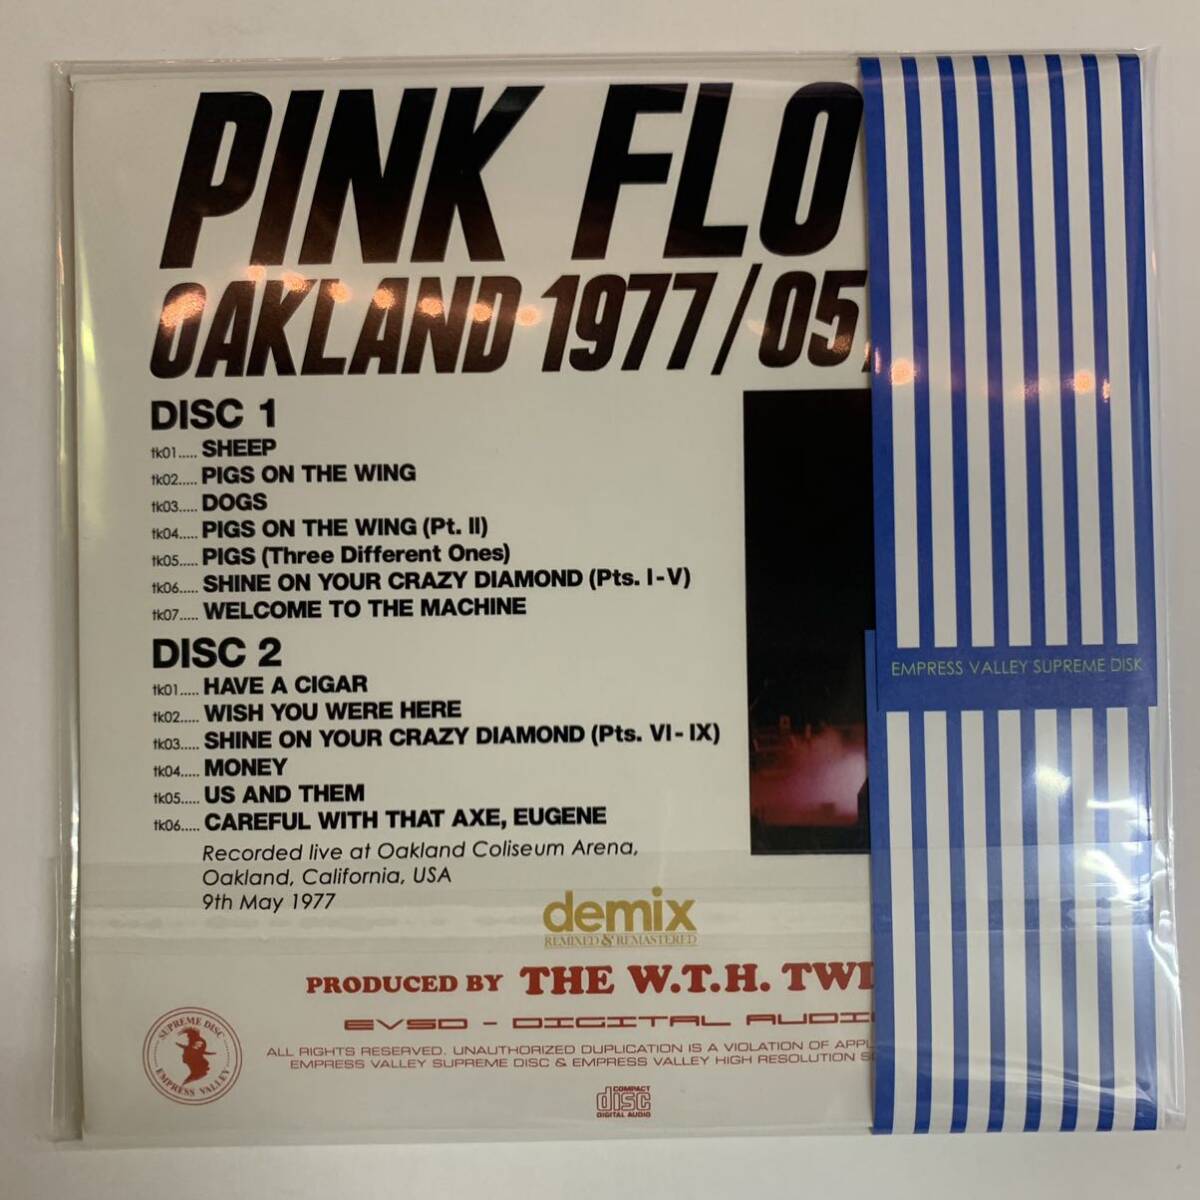 PINK FLO
OAKLAND 1977/05
DISC 1
tk01..... SHEEP
tk02..... PIGS ON THE WING
tk03..... DOGS
tk04..... PIGS ON THE WING (Pt. II)
tk05..... PIGS (Three Different Ones)
tk06..... SHINE ON YOUR CRAZY DIAMOND (Pts. I-V)
tk07..... WELCOME TO THE MACHINE
DISC 2
tk01..... HAVE A CIGAR
tk02..... WISH YOU WERE HERE
tk03..... SHINE ON YOUR CRAZY DIAMOND (Pts. VI-IX)
tk04..... MONEY
tk05..... US AND THEM
tk06..... CAREFUL WITH THAT AXE, EUGENE
Recorded live at Oakland Coliseum Arena,
Oakland, California, USA
9th May 1977
demix
REMIXED & REMASTERED
PRODUCED BY THE W.T.H. TWI
EVSD - DIGITAL AUDIO
ALL RIGHTS RESERVED. UNAUTHORIZED DUPLICATION IS A VIOLATION OF APPL
EMPRESS VALLEY SUPREME DISC & EMPRESS VALLEY HIGH RESOLUTION S
SUPREME DISC
EMPRESS VALLEY
COMPACT
disc
DIGITAL AUDIO
EMPRESS VALLEY SUPREME DISK